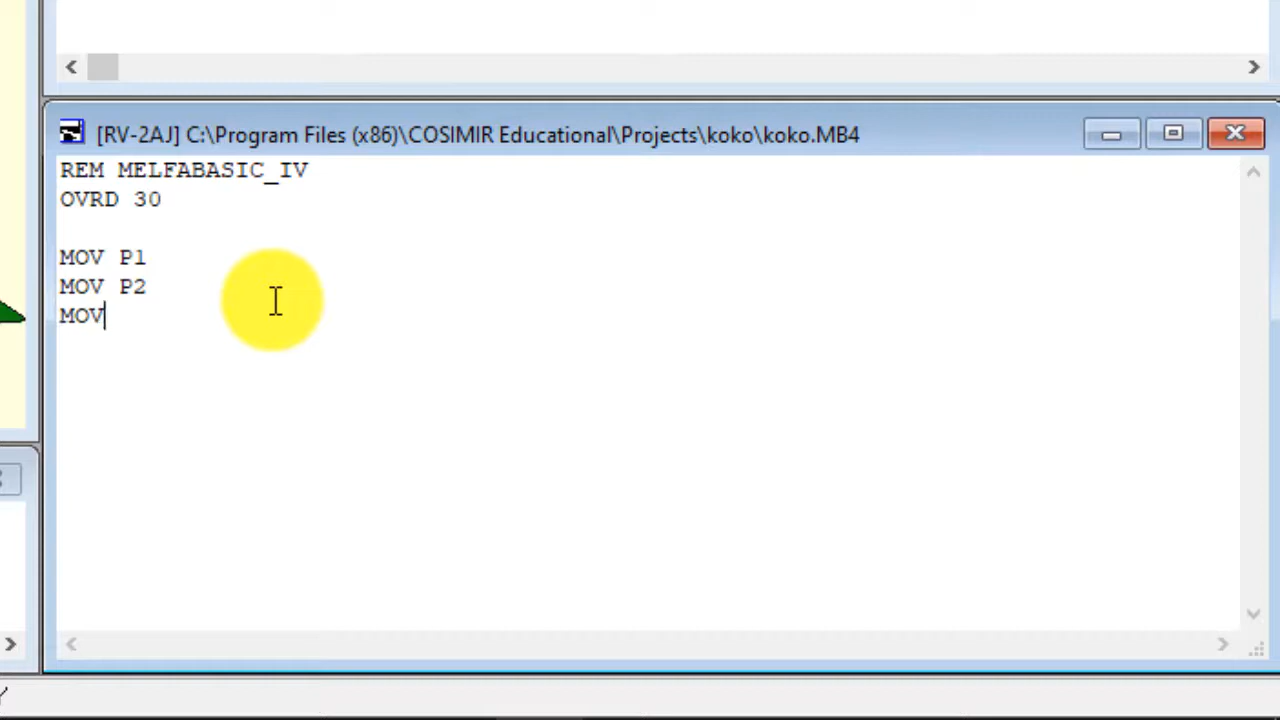 [RV-2AJ] C:\Program Files (x86)\COSIMIR Educational\Projects\koko\koko.MB4
REM MELFABASIC_IV
OVRD 30
MOV P1
MOV P2
MOV